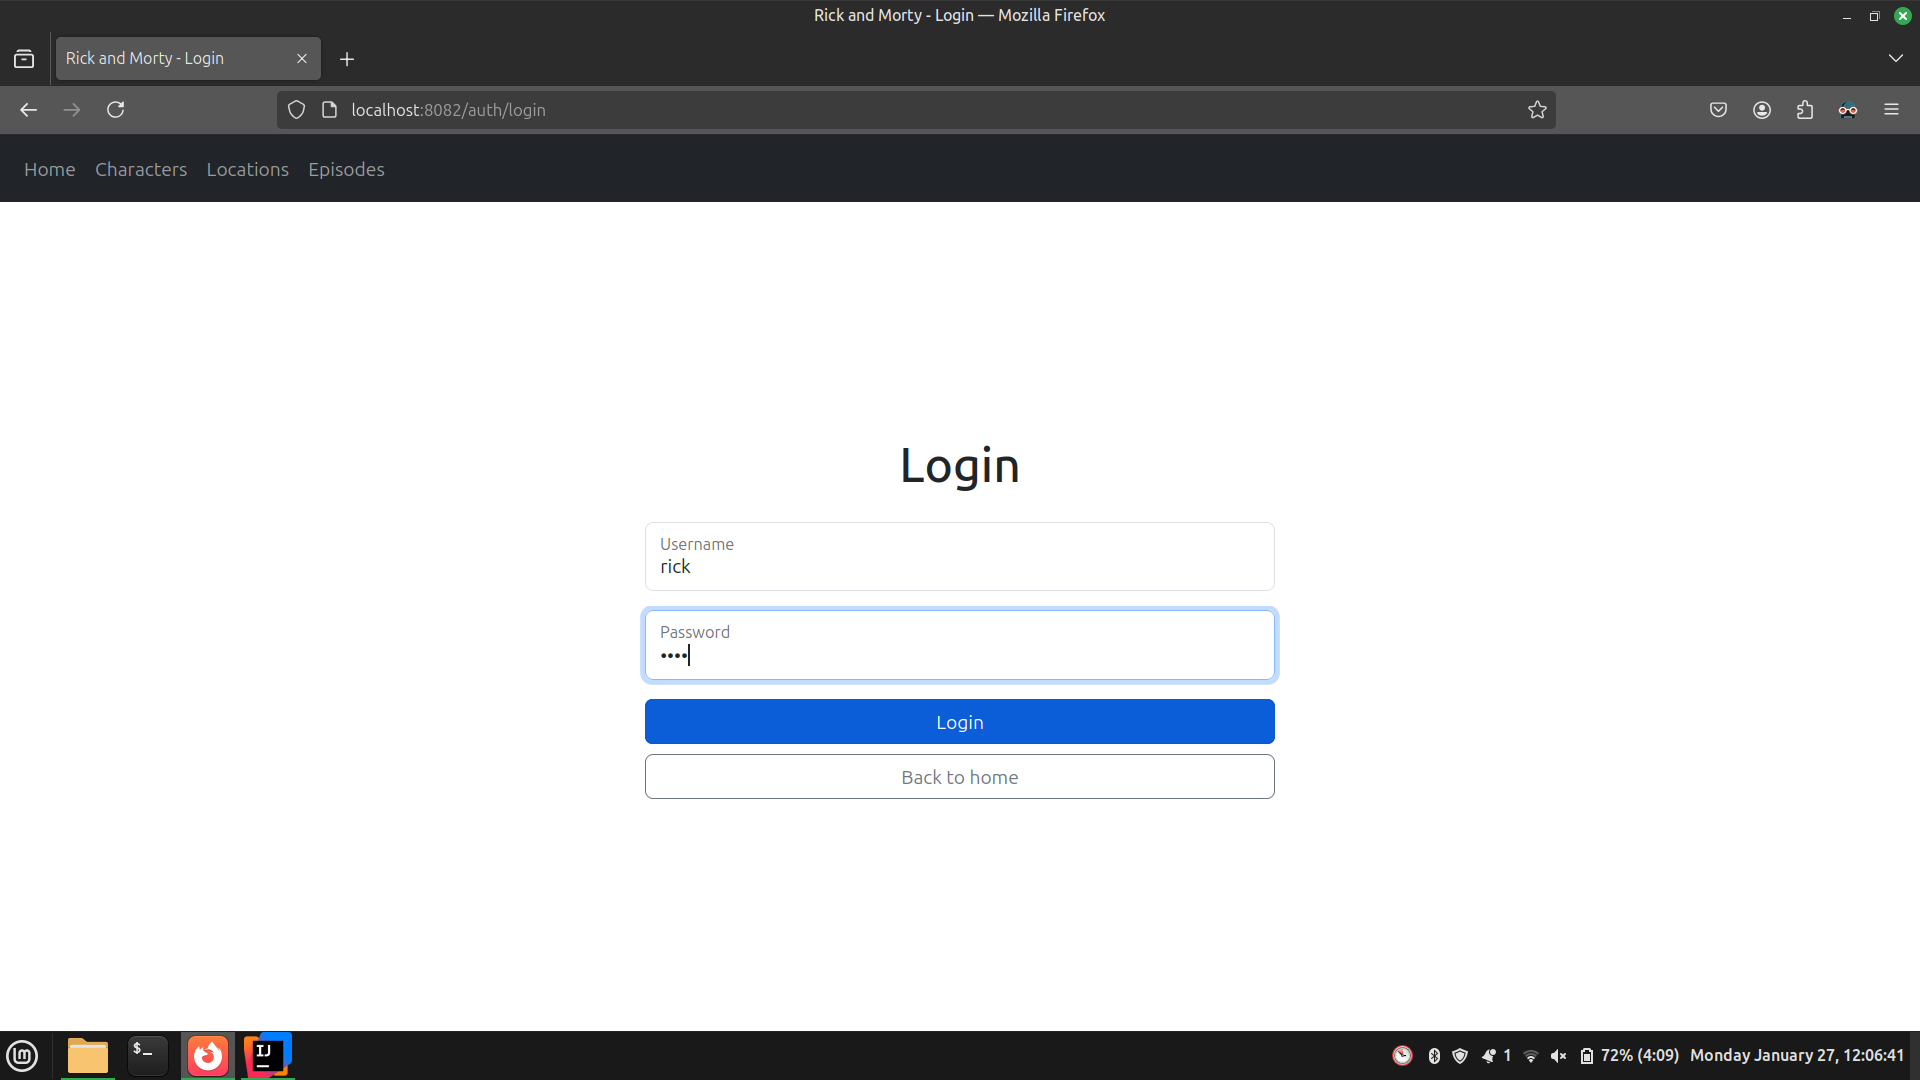 Rick and Morty - Login — Mozilla Firefox
Rick and Morty - Login
localhost:8082/auth/login
Home Characters Locations Episodes
Login
Username
rick
Password
••••
Login
Back to home
$_
IJ
1 72% (4:09) Monday January 27, 12:06:41